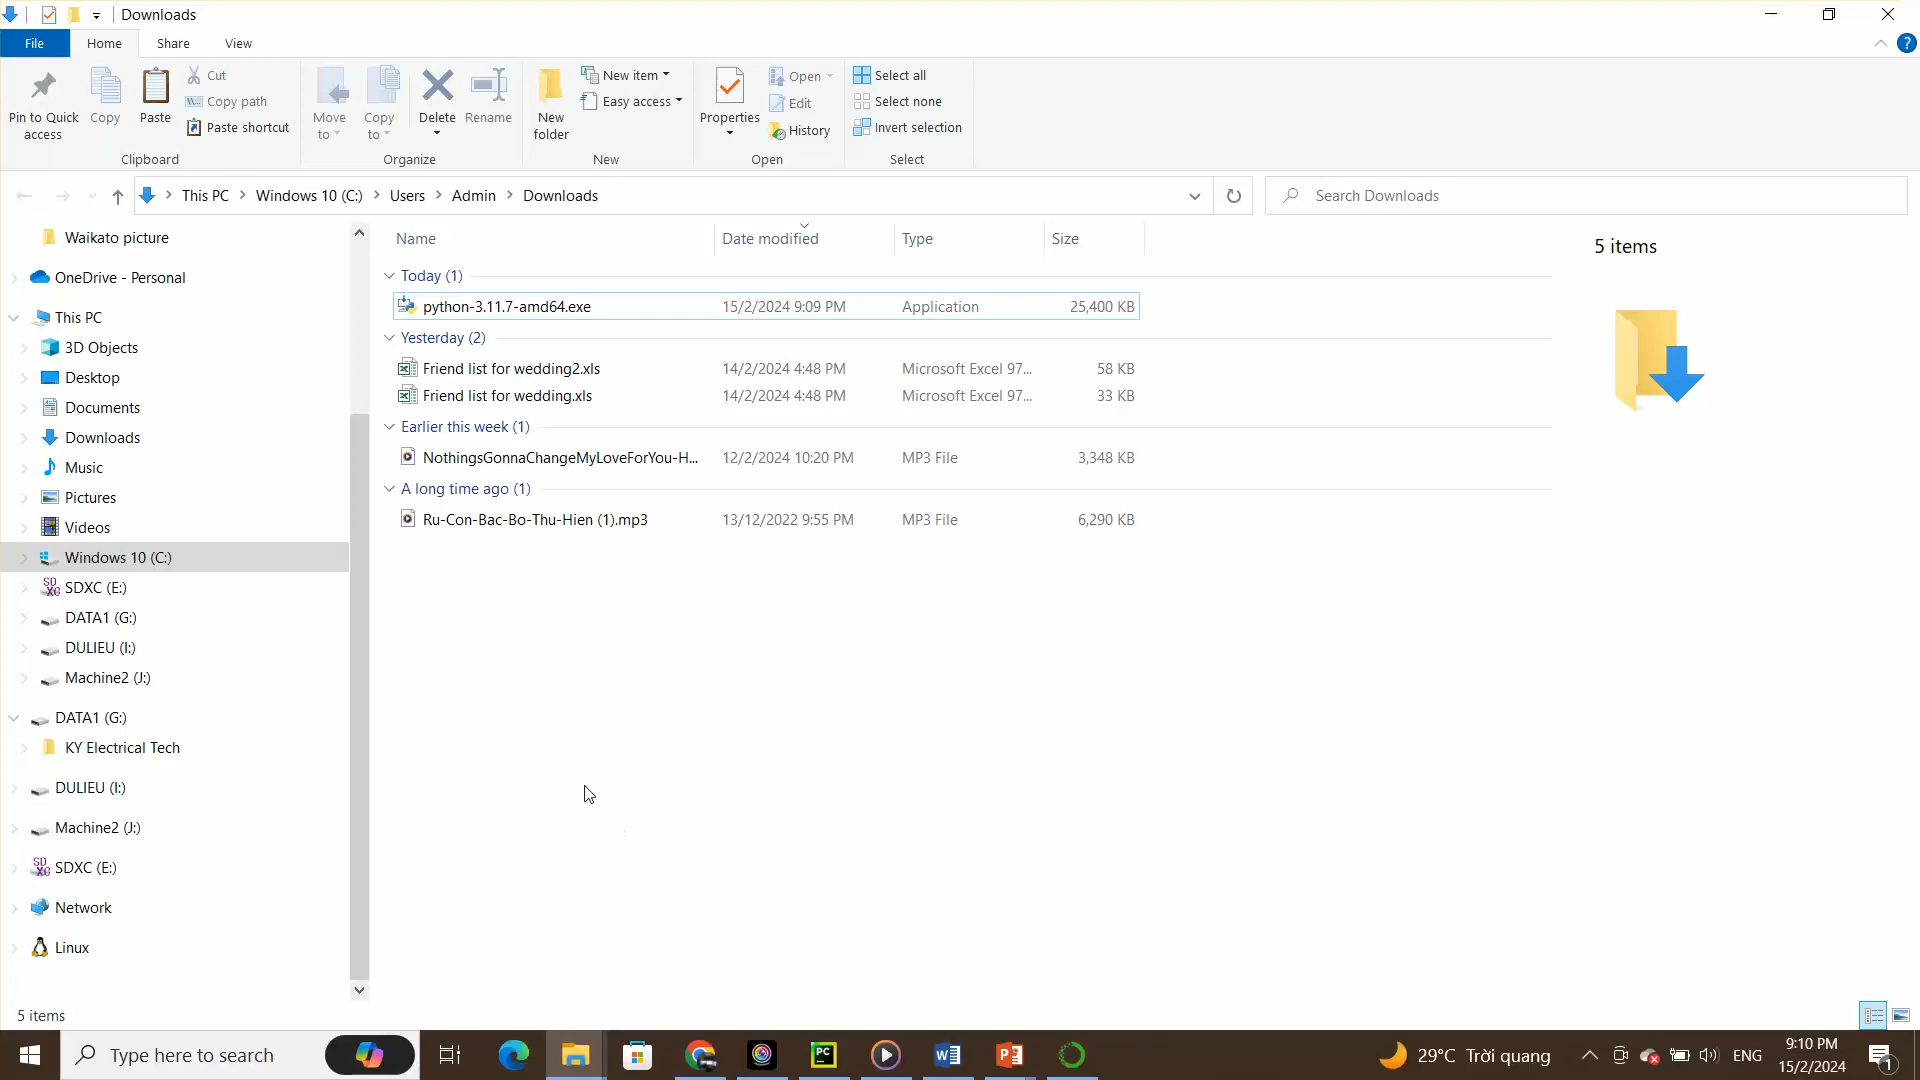 Downloads
File Home Share View
Pin to Quick access
Copy
Paste
Cut
Copy path
Paste shortcut
Clipboard
Move to
Copy to
Delete
Rename
Organize
New folder
New item
Easy access
New
Properties
Open
Edit
History
Open
Select all
Select none
Invert selection
Select
This PC Windows 10 (C:) Users Admin Downloads
Search Downloads
Waikato picture
OneDrive - Personal
This PC
3D Objects
Desktop
Documents
Downloads
Music
Pictures
Videos
Windows 10 (C:)
SDXC (E:)
DATA1 (G:)
DULIEU (I:)
Machine2 (J:)
DATA1 (G:)
KY Electrical Tech
DULIEU (I:)
Machine2 (J:)
SDXC (E:)
Network
Linux
Name Date modified Type Size
Today (1)
python-3.11.7-amd64.exe 15/2/2024 9:09 PM Application 25,400 KB
Yesterday (2)
Friend list for wedding2.xls 14/2/2024 4:48 PM Microsoft Excel 97... 58 KB
Friend list for wedding.xls 14/2/2024 4:48 PM Microsoft Excel 97... 33 KB
Earlier this week (1)
NothingsGonnaChangeMyLoveForYou-H... 12/2/2024 10:20 PM MP3 File 3,348 KB
A long time ago (1)
Ru-Con-Bac-Bo-Thu-Hien (1).mp3 13/12/2022 9:55 PM MP3 File 6,290 KB
5 items
5 items
Type here to search
29°C Trời quang
ENG
9:10 PM
15/2/2024
1